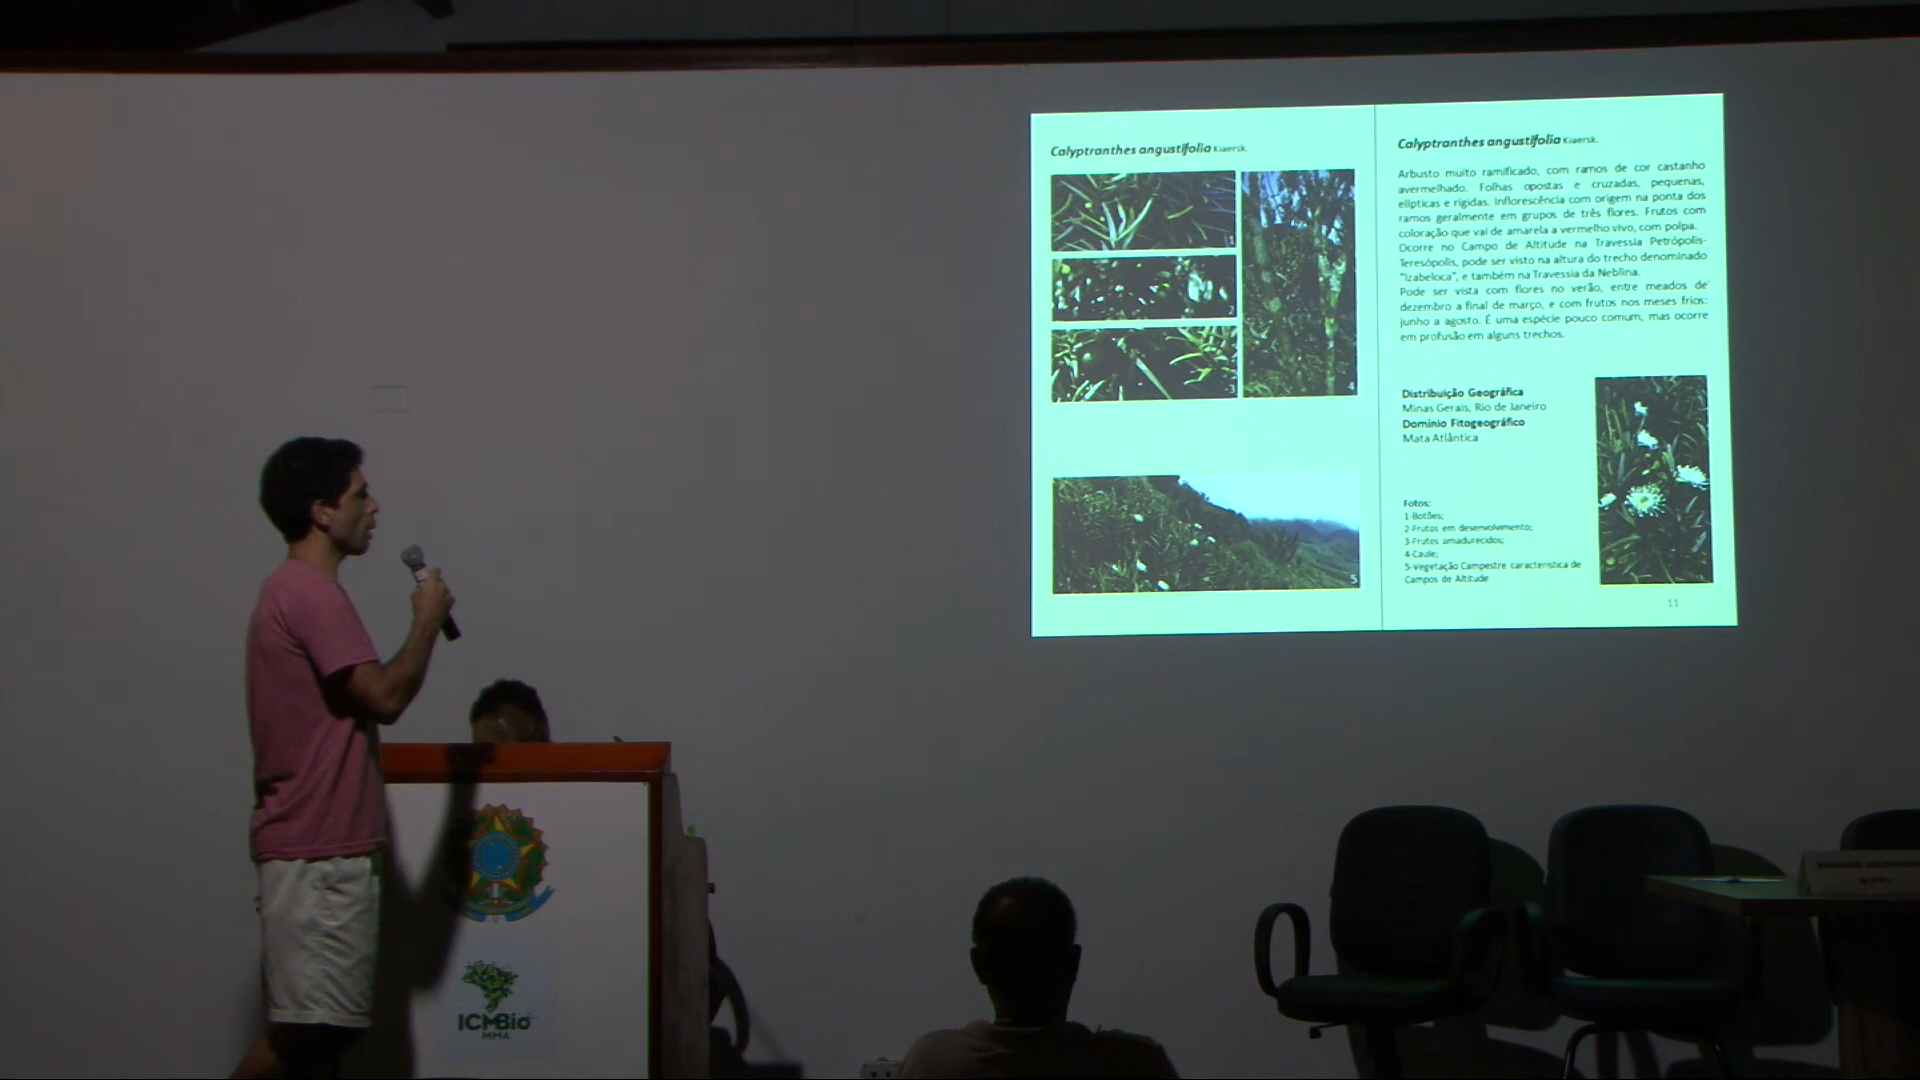 Calyptranthes angustifolia Kiaersk.
1
2
3
4
5
Calyptranthes angustifolia Kiaersk.
Arbusto muito ramificado, com ramos de cor castanho
avermelhado. Folhas opostas e cruzadas, pequenas,
elípticas e rígidas. Inflorescência com origem na ponta dos
ramos geralmente em grupos de três flores. Frutos com
coloração que vai de amarela a vermelho vivo, com polpa.
Ocorre no Campo de Altitude na Travessia Petrópolis-
Teresópolis, pode ser visto na altura do trecho denominado
"Izabeloca", e também na Travessia da Neblina.
Pode ser vista com flores no verão, entre meados de
dezembro a final de março, e com frutos nos meses frios:
junho a agosto. É uma espécie pouco comum, mas ocorre
em profusão em alguns trechos.
Distribuição Geográfica
Minas Gerais, Rio de Janeiro
Domínio Fitogeográfico
Mata Atlântica
Fotos:
1-Botões;
2-Frutos em desenvolvimento;
3-Frutos amadurecidos;
4-Caule;
5-Vegetação Campestre característica de
Campos de Altitude
11
ICMBio
MMA